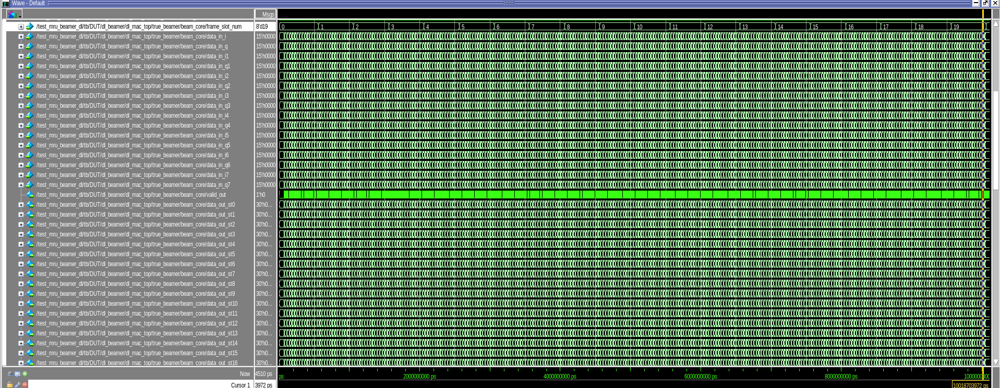 Wave - Default
Msgs
/test_mru_beamer_dl/tb/DUT/dl_beamer/dl_mac_top/true_beamer/beam_core/frame_slot_num 8'd19 0 1 2 3 4 5 6 7 8 9 10 11 12 13 14 15 16 17 18 19
/test_mru_beamer_dl/tb/DUT/dl_beamer/dl_mac_top/true_beamer/beam_core/data_in_i 15'h0000
/test_mru_beamer_dl/tb/DUT/dl_beamer/dl_mac_top/true_beamer/beam_core/data_in_q 15'h0000
/test_mru_beamer_dl/tb/DUT/dl_beamer/dl_mac_top/true_beamer/beam_core/data_in_i1 15'h0000
/test_mru_beamer_dl/tb/DUT/dl_beamer/dl_mac_top/true_beamer/beam_core/data_in_q1 15'h0000
/test_mru_beamer_dl/tb/DUT/dl_beamer/dl_mac_top/true_beamer/beam_core/data_in_i2 15'h0000
/test_mru_beamer_dl/tb/DUT/dl_beamer/dl_mac_top/true_beamer/beam_core/data_in_q2 15'h0000
/test_mru_beamer_dl/tb/DUT/dl_beamer/dl_mac_top/true_beamer/beam_core/data_in_i3 15'h0000
/test_mru_beamer_dl/tb/DUT/dl_beamer/dl_mac_top/true_beamer/beam_core/data_in_q3 15'h0000
/test_mru_beamer_dl/tb/DUT/dl_beamer/dl_mac_top/true_beamer/beam_core/data_in_i4 15'h0000
/test_mru_beamer_dl/tb/DUT/dl_beamer/dl_mac_top/true_beamer/beam_core/data_in_q4 15'h0000
/test_mru_beamer_dl/tb/DUT/dl_beamer/dl_mac_top/true_beamer/beam_core/data_in_i5 15'h0000
/test_mru_beamer_dl/tb/DUT/dl_beamer/dl_mac_top/true_beamer/beam_core/data_in_q5 15'h0000
/test_mru_beamer_dl/tb/DUT/dl_beamer/dl_mac_top/true_beamer/beam_core/data_in_i6 15'h0000
/test_mru_beamer_dl/tb/DUT/dl_beamer/dl_mac_top/true_beamer/beam_core/data_in_q6 15'h0000
/test_mru_beamer_dl/tb/DUT/dl_beamer/dl_mac_top/true_beamer/beam_core/data_in_i7 15'h0000
/test_mru_beamer_dl/tb/DUT/dl_beamer/dl_mac_top/true_beamer/beam_core/data_in_q7 15'h0000
/test_mru_beamer_dl/tb/DUT/dl_beamer/dl_mac_top/true_beamer/beam_core/valid_out 1'h0
/test_mru_beamer_dl/tb/DUT/dl_beamer/dl_mac_top/true_beamer/beam_core/data_out_st0 30'h0...
/test_mru_beamer_dl/tb/DUT/dl_beamer/dl_mac_top/true_beamer/beam_core/data_out_st1 30'h0...
/test_mru_beamer_dl/tb/DUT/dl_beamer/dl_mac_top/true_beamer/beam_core/data_out_st2 30'h0...
/test_mru_beamer_dl/tb/DUT/dl_beamer/dl_mac_top/true_beamer/beam_core/data_out_st3 30'h0...
/test_mru_beamer_dl/tb/DUT/dl_beamer/dl_mac_top/true_beamer/beam_core/data_out_st4 30'h0...
/test_mru_beamer_dl/tb/DUT/dl_beamer/dl_mac_top/true_beamer/beam_core/data_out_st5 30'h0...
/test_mru_beamer_dl/tb/DUT/dl_beamer/dl_mac_top/true_beamer/beam_core/data_out_st6 30'h0...
/test_mru_beamer_dl/tb/DUT/dl_beamer/dl_mac_top/true_beamer/beam_core/data_out_st7 30'h0...
/test_mru_beamer_dl/tb/DUT/dl_beamer/dl_mac_top/true_beamer/beam_core/data_out_st8 30'h0...
/test_mru_beamer_dl/tb/DUT/dl_beamer/dl_mac_top/true_beamer/beam_core/data_out_st9 30'h0...
/test_mru_beamer_dl/tb/DUT/dl_beamer/dl_mac_top/true_beamer/beam_core/data_out_st10 30'h0...
/test_mru_beamer_dl/tb/DUT/dl_beamer/dl_mac_top/true_beamer/beam_core/data_out_st11 30'h0...
/test_mru_beamer_dl/tb/DUT/dl_beamer/dl_mac_top/true_beamer/beam_core/data_out_st12 30'h0...
/test_mru_beamer_dl/tb/DUT/dl_beamer/dl_mac_top/true_beamer/beam_core/data_out_st13 30'h0...
/test_mru_beamer_dl/tb/DUT/dl_beamer/dl_mac_top/true_beamer/beam_core/data_out_st14 30'h0...
/test_mru_beamer_dl/tb/DUT/dl_beamer/dl_mac_top/true_beamer/beam_core/data_out_st15 30'h0...
/test_mru_beamer_dl/tb/DUT/dl_beamer/dl_mac_top/true_beamer/beam_core/data_out_st16 30'h0...
Now 4510 ps ps 2000000000 ps 4000000000 ps 6000000000 ps 8000000000 ps
Cursor 1 3972 ps 10018703972 ps